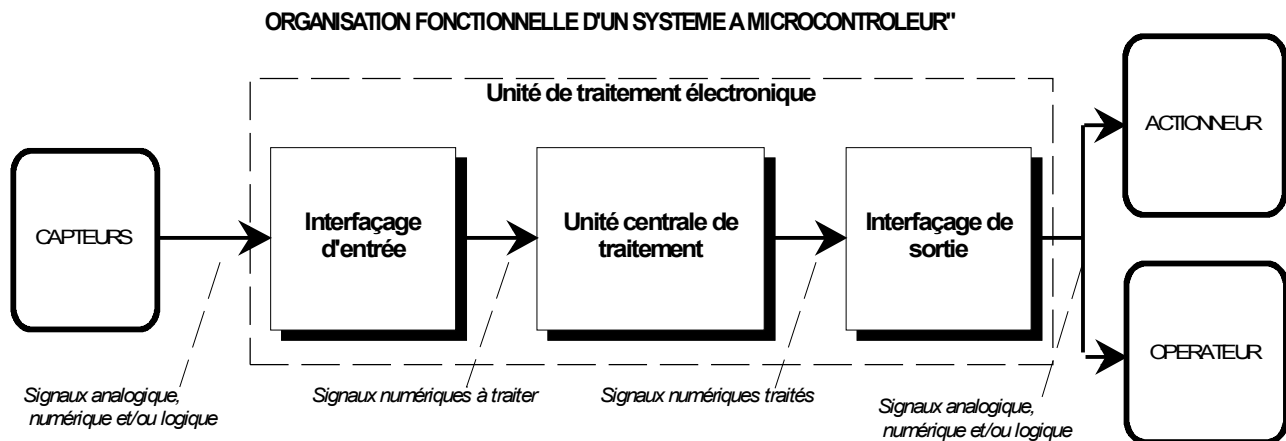 ORGANISATION FONCTIONNELLE D'UN SYSTEME A MICROCONTROLEUR"
Unité de traitement électronique
ACTIONNEUR
CAPTEURS
Interfaçage
d'entrée
Unité centrale de
traitement
Interfaçage de
sortie
OPERATEUR
Signaux analogique,
numérique et/ou logique
Signaux numériques à traiter
Signaux numériques traités
Signaux analogique,
numérique et/ou logique